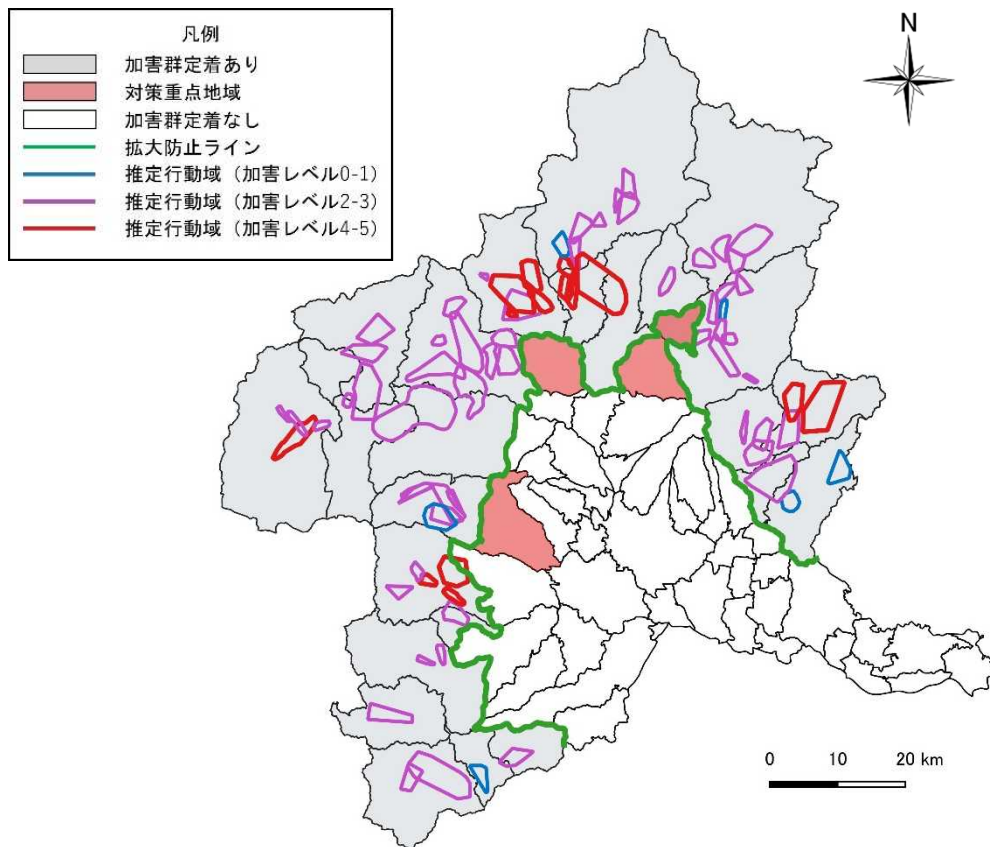 凡例
加害群定着あり
対策重点地域
加害群定着なし
拡大防止ライン
推定行動域（加害レベル0-1）
推定行動域（加害レベル2-3）
推定行動域（加害レベル4-5）
N
0 10 20 km